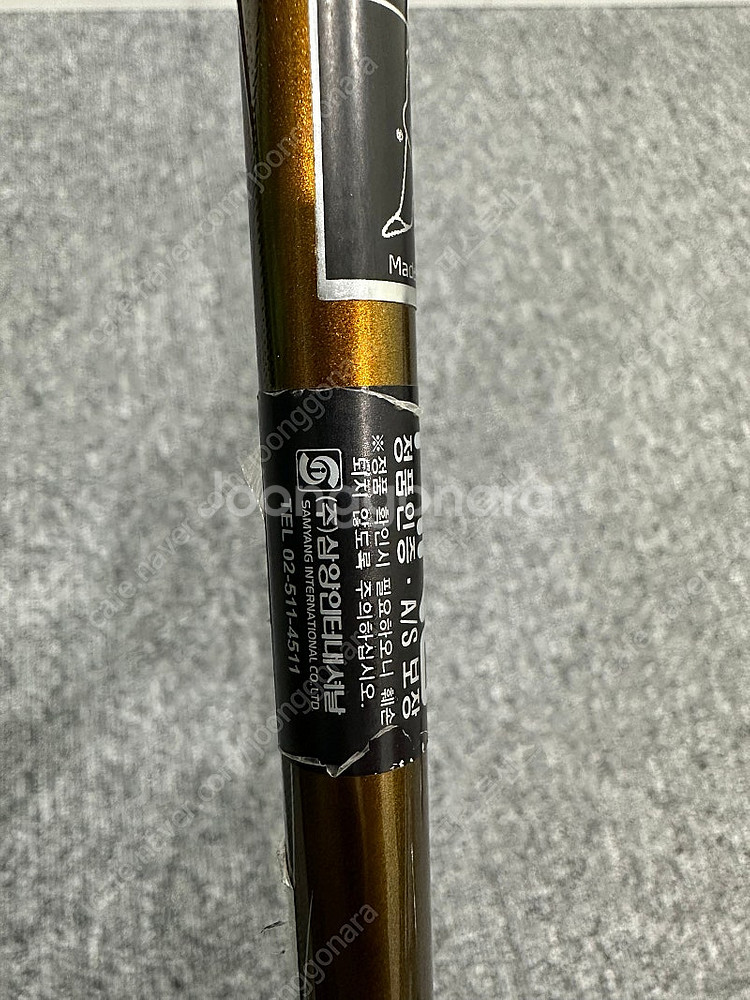 Mad
정품인증 · A/S 보장
※정품 확인시 필요하오니 훼손
되지 않도록 주의하십시오.
(주)삼양인터내셔날
SAMYANG INTERNATIONAL CO.,LTD
TEL 02-511-4511
Joonggonara